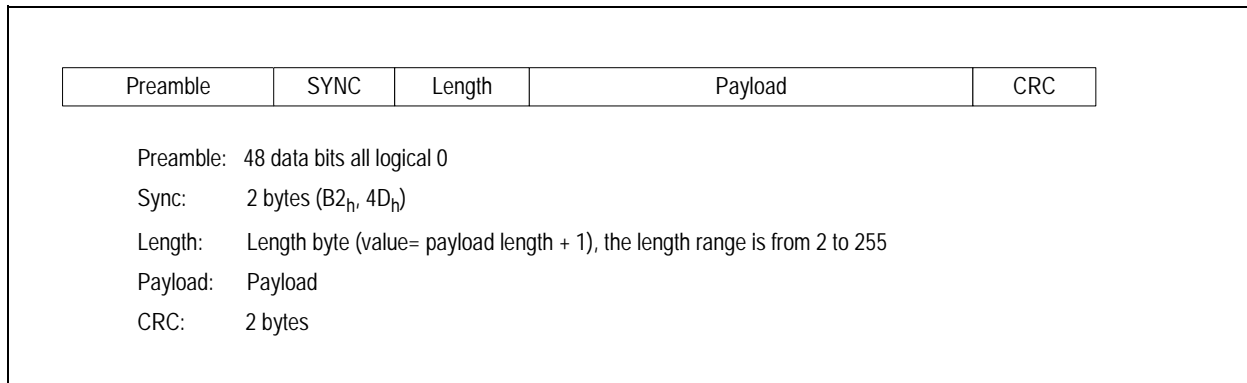 Preamble SYNC Length Payload CRC
Preamble: 48 data bits all logical 0
Sync: 2 bytes (B2h, 4Dh)
Length: Length byte (value= payload length + 1), the length range is from 2 to 255
Payload: Payload
CRC: 2 bytes